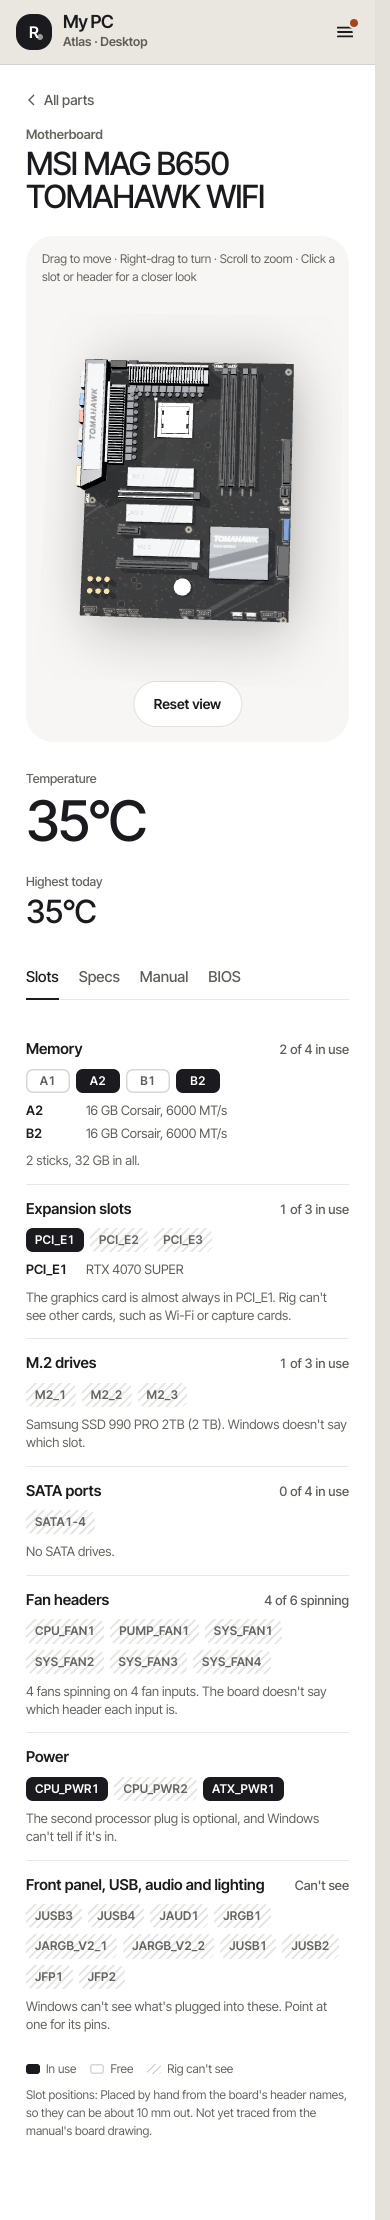 R
My PC
Atlas · Desktop
All parts
Motherboard
MSI MAG B650
TOMAHAWK WIFI
Drag to move · Right-drag to turn · Scroll to zoom · Click a
slot or header for a closer look
TOMAHAWK
TOMAHAWK
Reset view
Temperature
35°C
Highest today
35°C
Slots Specs Manual BIOS
Memory 2 of 4 in use
A1 A2 B1 B2
A2 16 GB Corsair, 6000 MT/s
B2 16 GB Corsair, 6000 MT/s
2 sticks, 32 GB in all.
Expansion slots 1 of 3 in use
PCI_E1 PCI_E2 PCI_E3
PCI_E1 RTX 4070 SUPER
The graphics card is almost always in PCI_E1. Rig can't
see other cards, such as Wi-Fi or capture cards.
M.2 drives 1 of 3 in use
M2_1 M2_2 M2_3
Samsung SSD 990 PRO 2TB (2 TB). Windows doesn't say
which slot.
SATA ports 0 of 4 in use
SATA1-4
No SATA drives.
Fan headers 4 of 6 spinning
CPU_FAN1 PUMP_FAN1 SYS_FAN1
SYS_FAN2 SYS_FAN3 SYS_FAN4
4 fans spinning on 4 fan inputs. The board doesn't say
which header each input is.
Power
CPU_PWR1 CPU_PWR2 ATX_PWR1
The second processor plug is optional, and Windows
can't tell if it's in.
Front panel, USB, audio and lighting Can't see
JUSB3 JUSB4 JAUD1 JRGB1
JARGB_V2_1 JARGB_V2_2 JUSB1 JUSB2
JFP1 JFP2
Windows can't see what's plugged into these. Point at
one for its pins.
In use Free Rig can't see
Slot positions: Placed by hand from the board's header names,
so they can be about 10 mm out. Not yet traced from the
manual's board drawing.